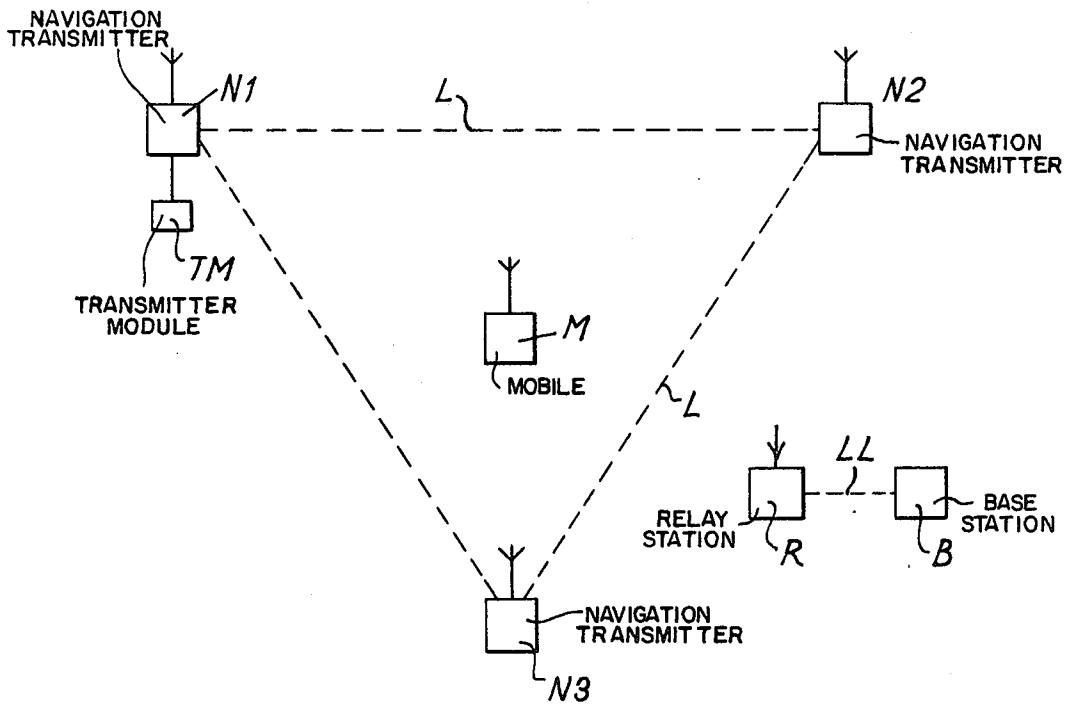 NAVIGATION
TRANSMITTER
N1
L
N2
NAVIGATION
TRANSMITTER
TM
TRANSMITTER
MODULE
M
MOBILE
L
LL
RELAY
STATION
R
BASE
STATION
B
NAVIGATION
TRANSMITTER
N3